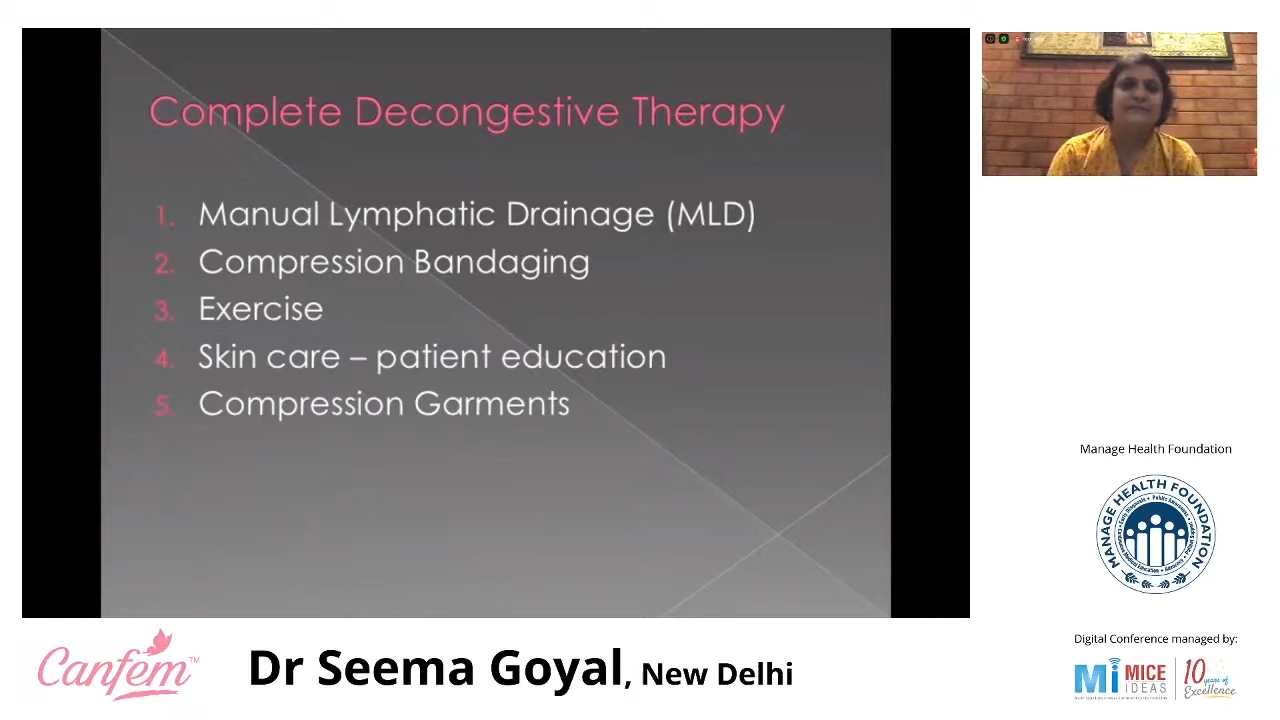 Complete Decongestive Therapy
1. Manual Lymphatic Drainage (MLD)
2. Compression Bandaging
3. Exercise
4. Skin care – patient education
5. Compression Garments
Manage Health Foundation
MANAGE HEALTH FOUNDATION
Digital Conference managed by:
Canfem™
Dr Seema Goyal, New Delhi
Mi MICE IDEAS
10 years of Excellence